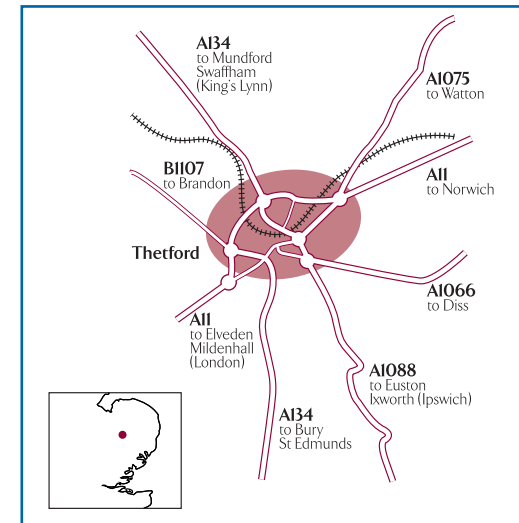 A134
to Mundford
Swaffham
(King's Lynn)
A1075
to Watton
B1107
to Brandon
A11
to Norwich
Thetford
A1066
to Diss
A11
to Elveden
Mildenhall
(London)
A1088
to Euston
Ixworth (Ipswich)
A134
to Bury
St Edmunds